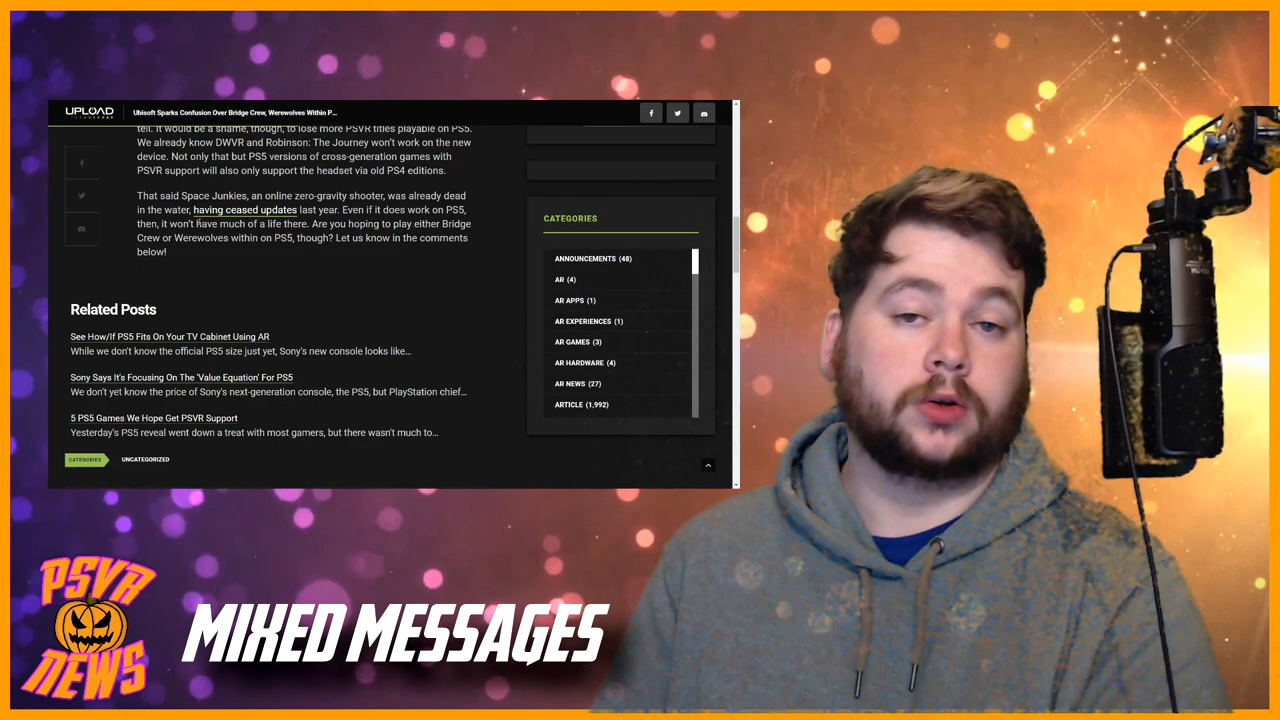 UPLOAD
Ubisoft Sparks Confusion Over Bridge Crew, Werewolves Within P...
tell. It would be a shame, though, to lose more PSVR titles playable on PS5.
We already know DWVR and Robinson: The Journey won't work on the new
device. Not only that but PS5 versions of cross-generation games with
PSVR support will also only support the headset via old PS4 editions.
That said Space Junkies, an online zero-gravity shooter, was already dead
in the water, having ceased updates last year. Even if it does work on PS5,
then, it won't have much of a life there. Are you hoping to play either Bridge
Crew or Werewolves within on PS5, though? Let us know in the comments
below!
Related Posts
See How/If PS5 Fits On Your TV Cabinet Using AR
While we don't know the official PS5 size just yet, Sony's new console looks like...
Sony Says It's Focusing On The 'Value Equation' For PS5
We don't yet know the price of Sony's next-generation console, the PS5, but PlayStation chief...
5 PS5 Games We Hope Get PSVR Support
Yesterday's PS5 reveal went down a treat with most gamers, but there wasn't much to...
CATEGORIES
UNCATEGORIZED
CATEGORIES
ANNOUNCEMENTS (48)
AR (4)
AR APPS (1)
AR EXPERIENCES (1)
AR GAMES (3)
AR HARDWARE (4)
AR NEWS (27)
ARTICLE (1,992)
PSVR
NEWS
MIXED MESSAGES